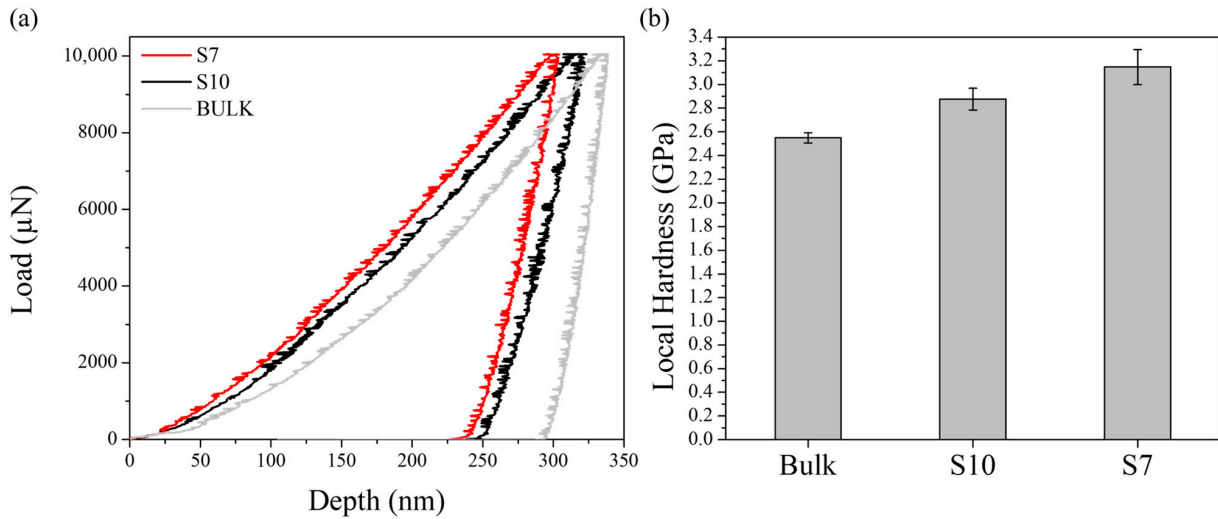 (a)
S7
S10
BULK
10,000
8000
6000
4000
2000
0
0
50
100
150
200
250
300
350
Load (µN)
Depth (nm)
(b)
3.4
3.2
3.0
2.8
2.6
2.4
2.2
2.0
1.8
1.6
1.4
1.2
1.0
0.8
0.6
0.4
0.2
0.0
Local Hardness (GPa)
Bulk
S10
S7